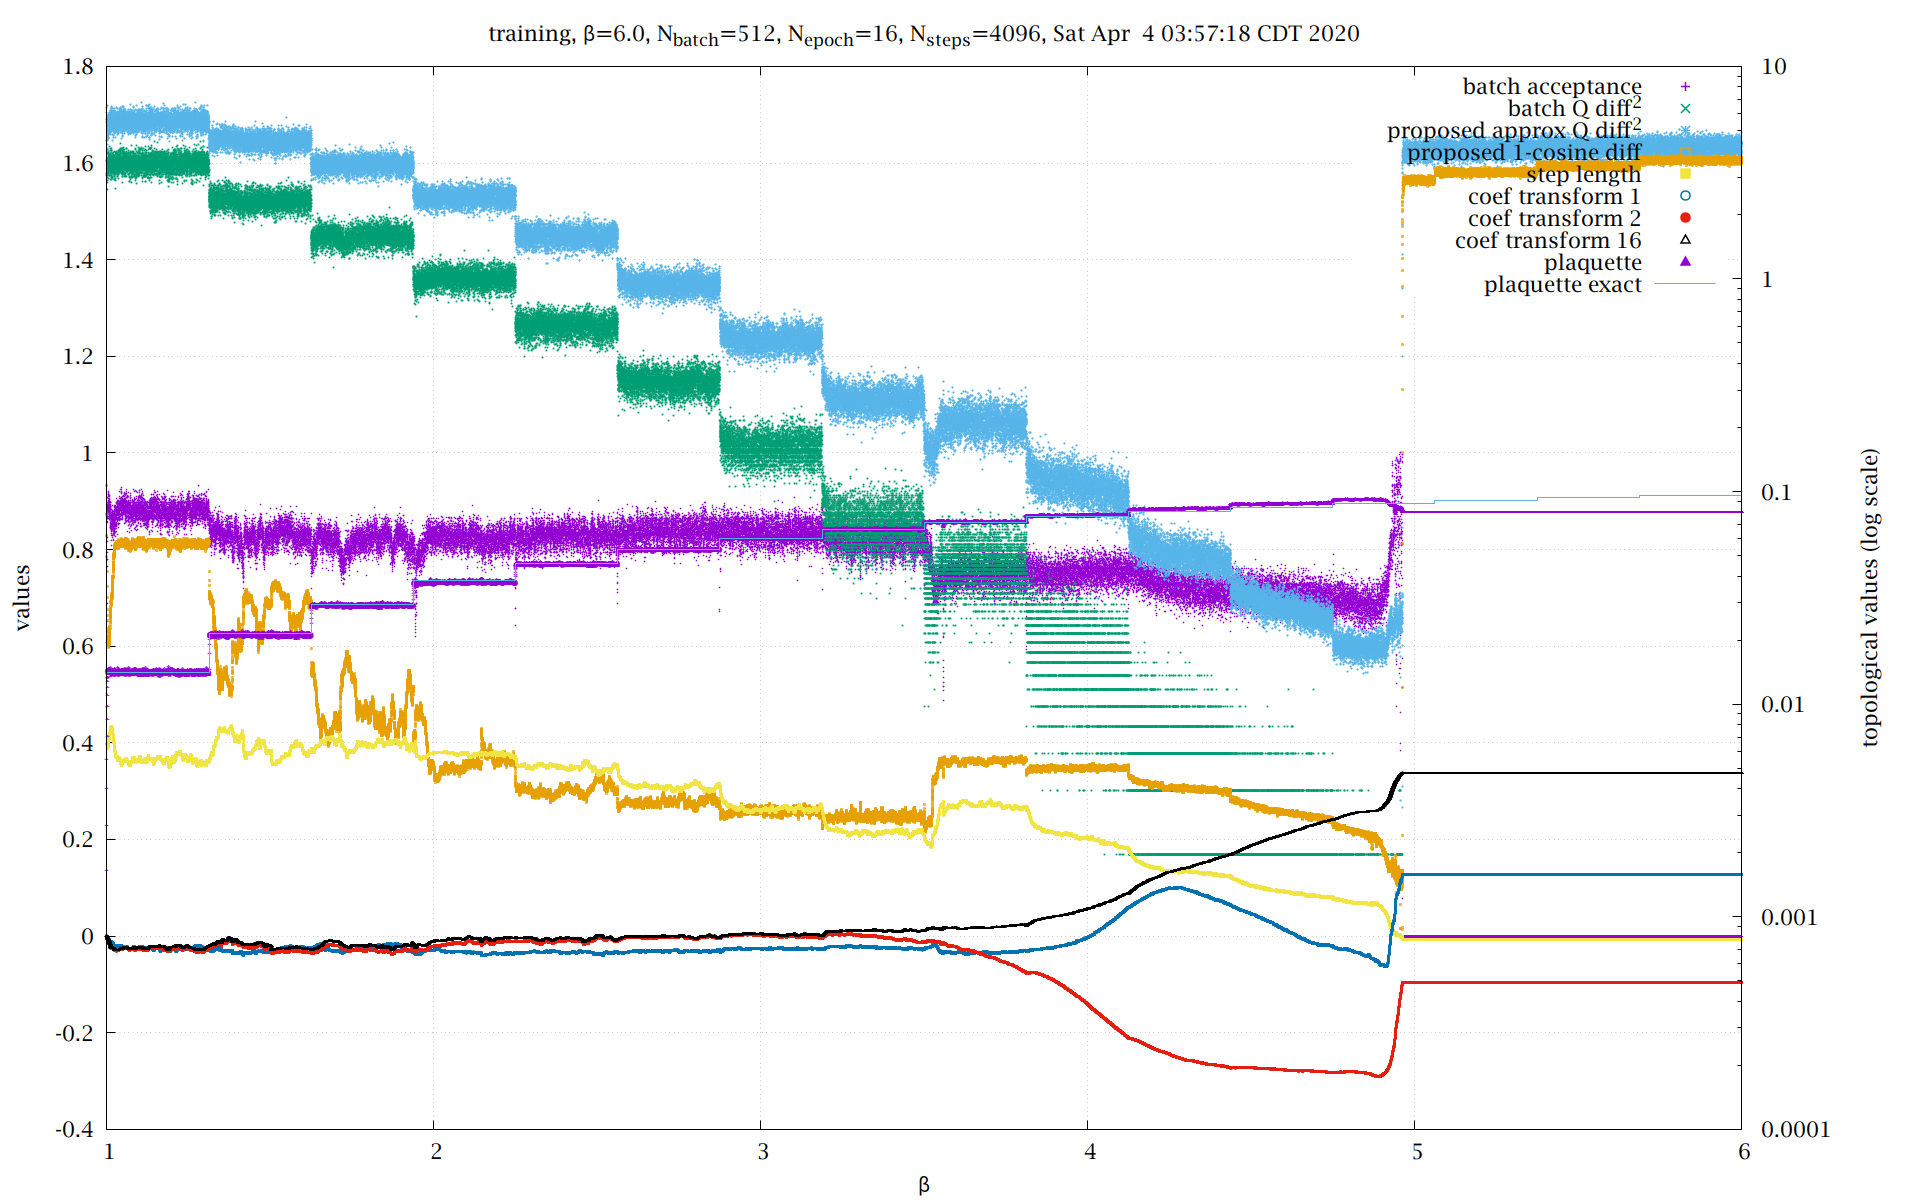 training, β=6.0, Nbatch=512, Nepoch=16, Nsteps=4096, Sat Apr  4 03:57:18 CDT 2020
1.8
1.6
1.4
1.2
1
0.8
0.6
0.4
0.2
0
-0.2
-0.4
values
batch acceptance
batch Q diff2
proposed approx Q diff2
proposed 1-cosine diff
step length
coef transform 1
coef transform 2
coef transform 16
plaquette
plaquette exact
10
1
0.1
0.01
0.001
0.0001
topological values (log scale)
1
2
3
4
5
6
β